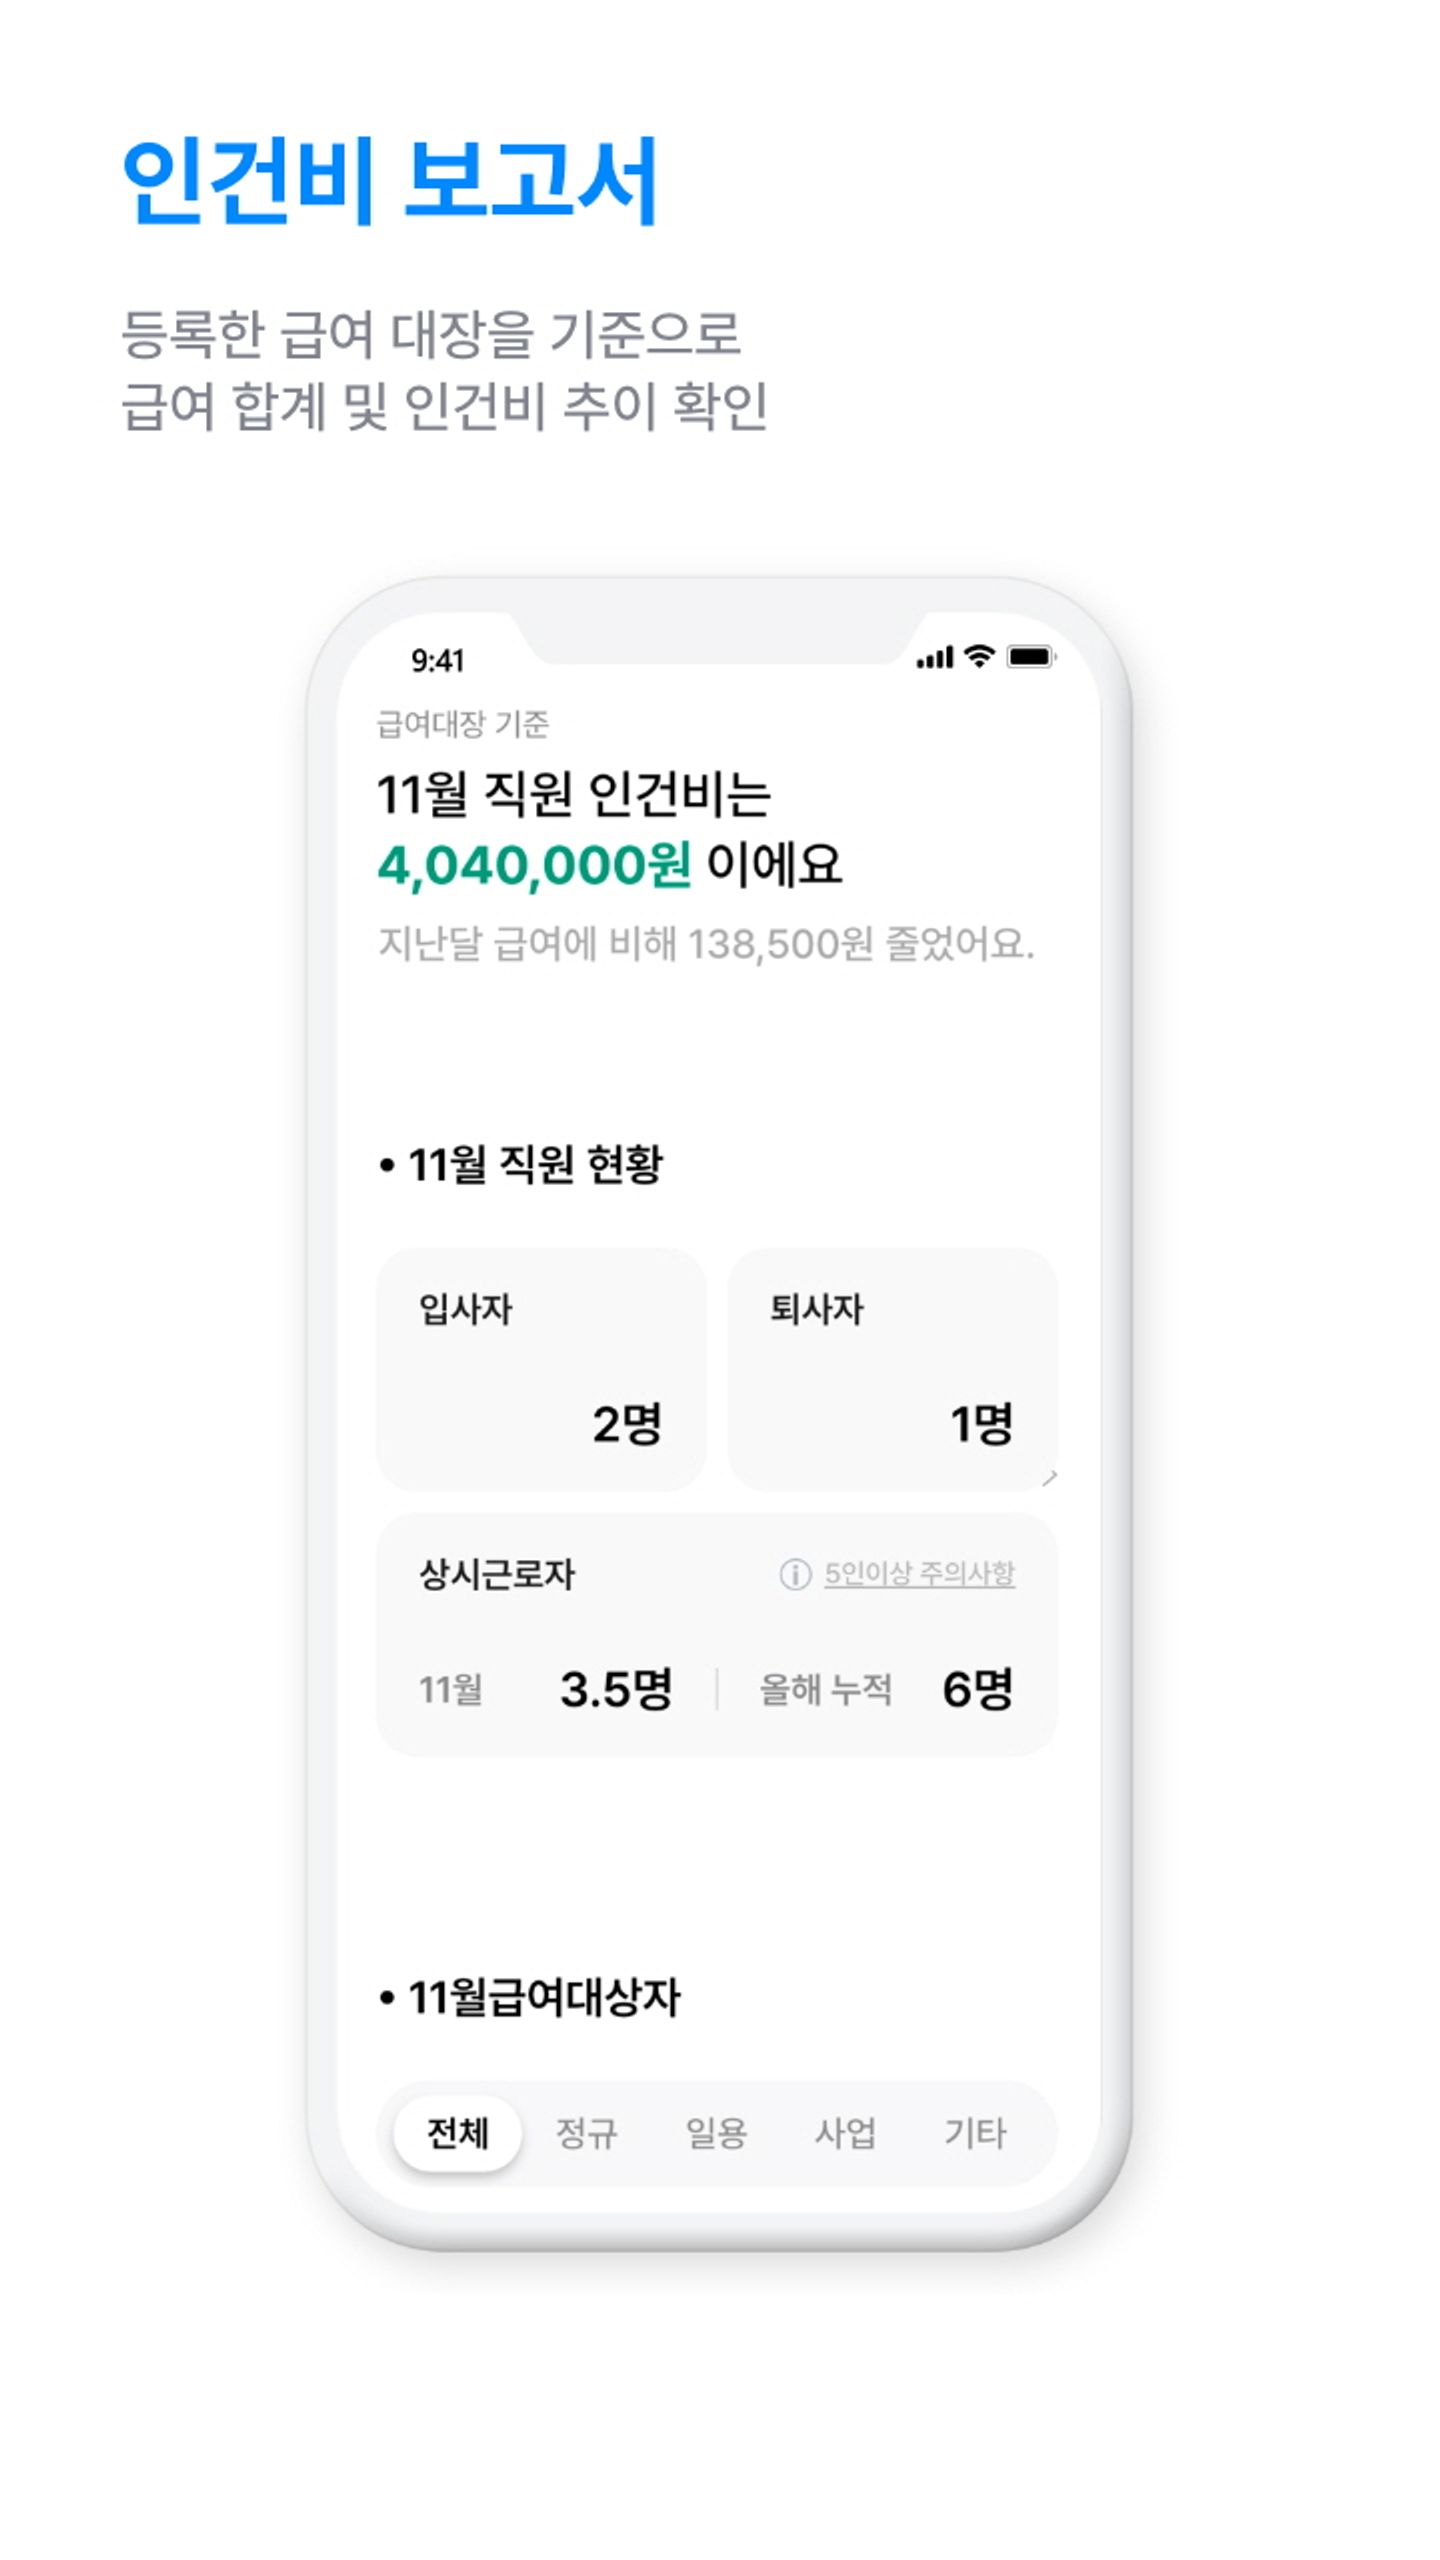 인건비 보고서
등록한 급여 대장을 기준으로
급여 합계 및 인건비 추이 확인
9:41
급여대장 기준
11월 직원 인건비는
4,040,000원 이에요
지난달 급여에 비해 138,500원 줄었어요.
• 11월 직원 현황
입사자 퇴사자
2명 1명
상시근로자 5인이상 주의사항
11월 3.5명 올해 누적 6명
• 11월급여대상자
전체 정규 일용 사업 기타